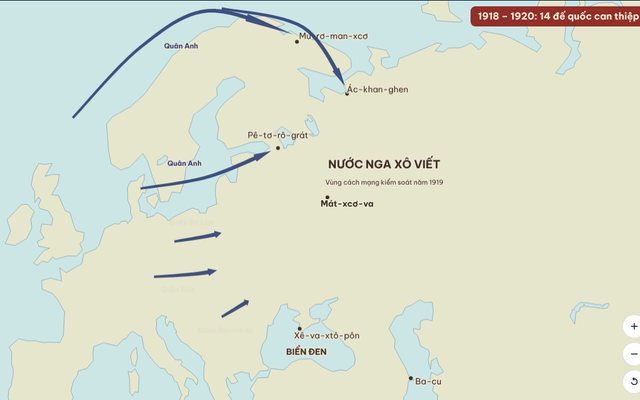 1918 – 1920: 14 đế quốc can thiệp
Quân Anh
Mu-rơ-man-xcơ
Ác-khan-ghen
Pê-tơ-rô-grát
Quân Anh
NƯỚC NGA XÔ VIẾT
Vùng cách mạng kiểm soát năm 1919
Mát-xcơ-va
Xê-va-xtô-pôn
BIỂN ĐEN
Ba-cu